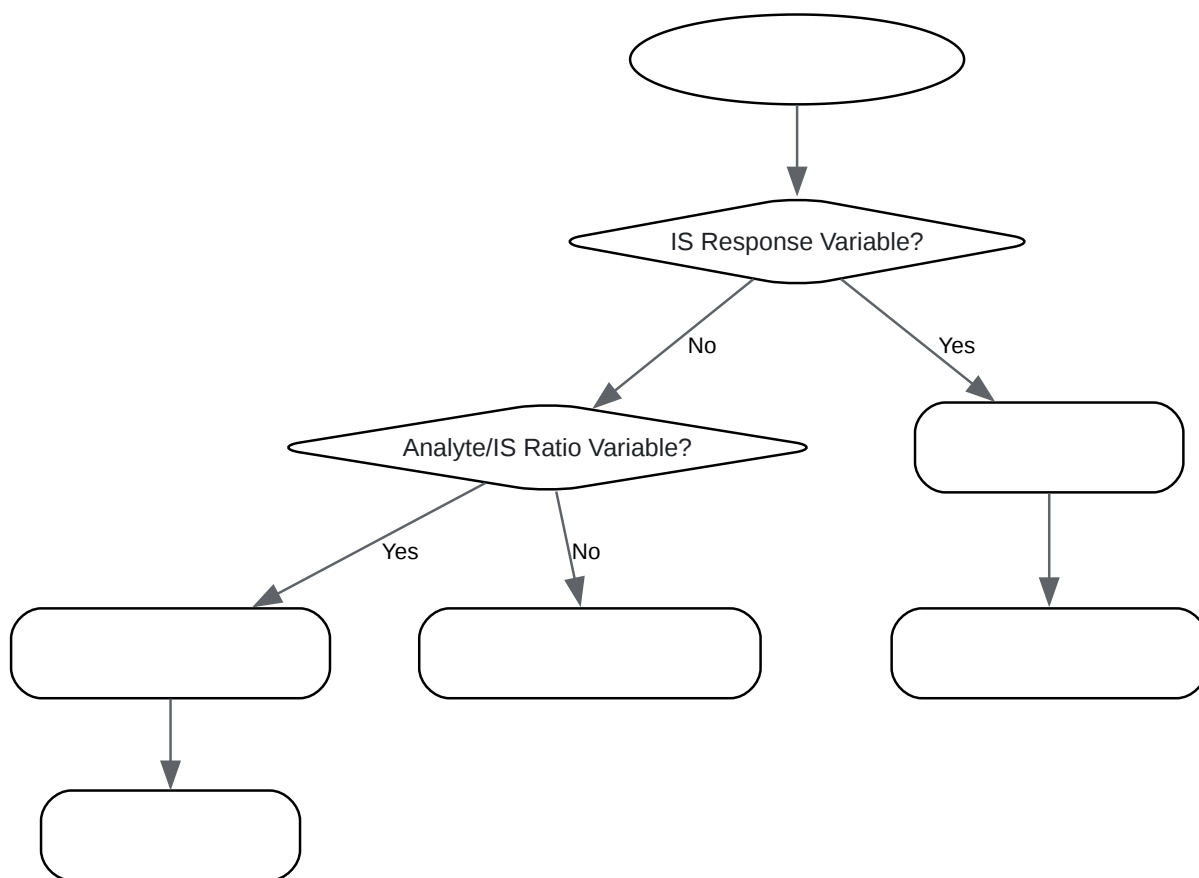 IS Response Variable?
No
Yes
Analyte/IS Ratio Variable?
Yes
No